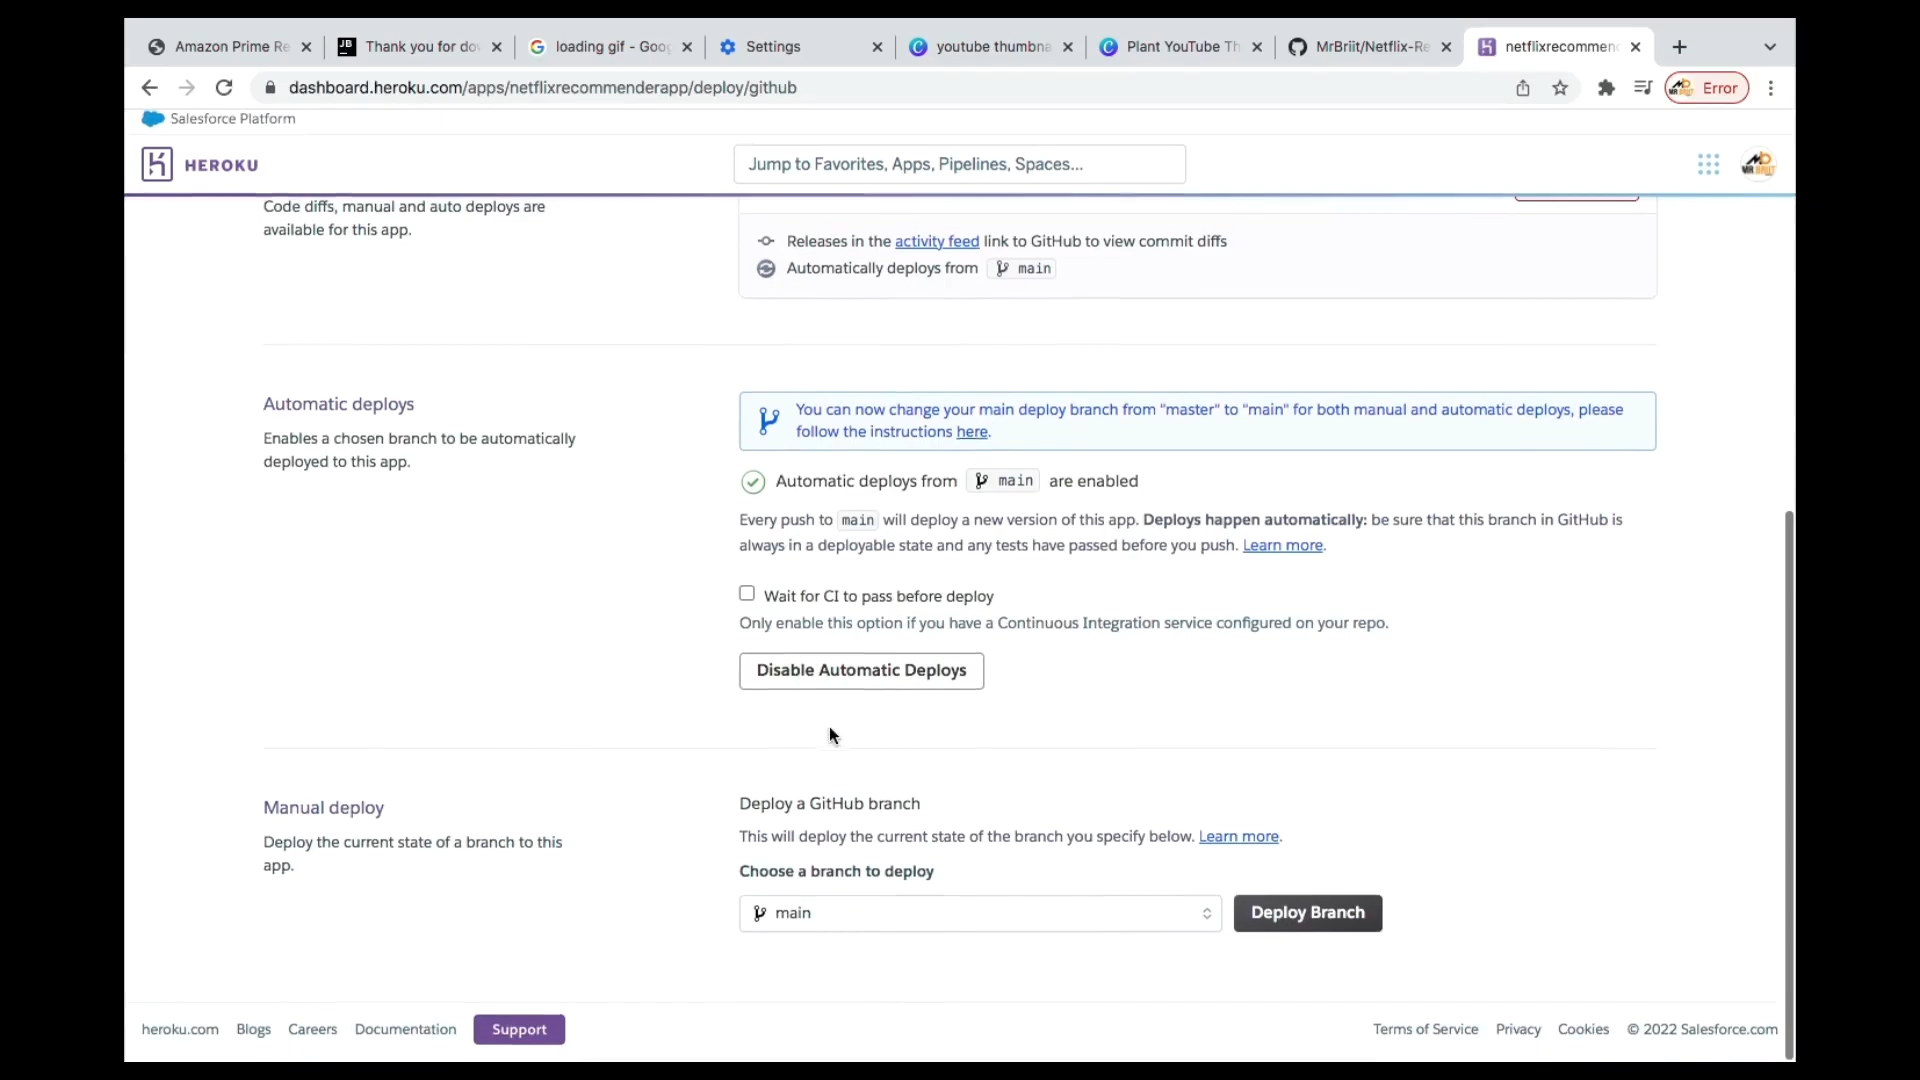 Amazon Prime Re
Thank you for do
loading gif - Goog
Settings
youtube thumbna
Plant YouTube Th
MrBriit/Netflix-Re
netflixrecommen
dashboard.heroku.com/apps/netflixrecommenderapp/deploy/github
Error
Salesforce Platform
HEROKU
Jump to Favorites, Apps, Pipelines, Spaces...
Code diffs, manual and auto deploys are
available for this app.
Releases in the activity feed link to GitHub to view commit diffs
Automatically deploys from main
Automatic deploys
Enables a chosen branch to be automatically
deployed to this app.
You can now change your main deploy branch from "master" to "main" for both manual and automatic deploys, please
follow the instructions here.
Automatic deploys from main are enabled
Every push to main will deploy a new version of this app. Deploys happen automatically: be sure that this branch in GitHub is
always in a deployable state and any tests have passed before you push. Learn more.
Wait for CI to pass before deploy
Only enable this option if you have a Continuous Integration service configured on your repo.
Disable Automatic Deploys
Manual deploy
Deploy the current state of a branch to this
app.
Deploy a GitHub branch
This will deploy the current state of the branch you specify below. Learn more.
Choose a branch to deploy
main
Deploy Branch
heroku.com Blogs Careers Documentation Support
Terms of Service Privacy Cookies © 2022 Salesforce.com